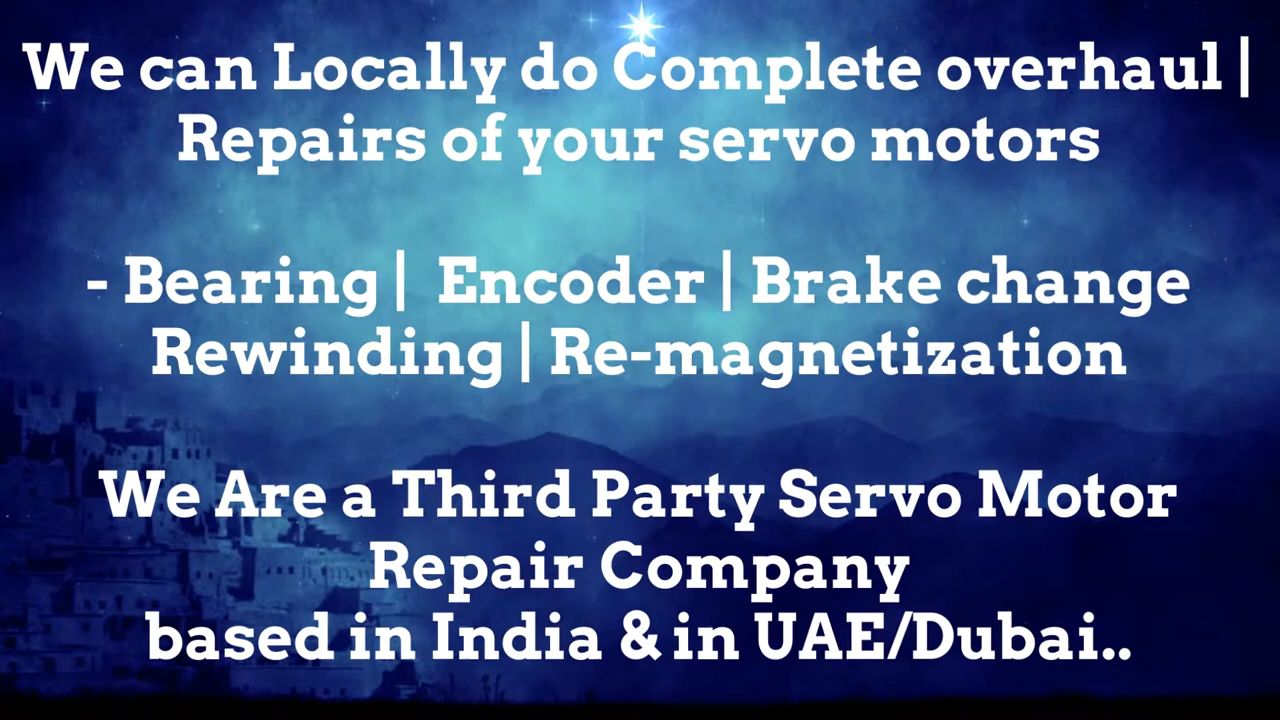 We can Locally do Complete overhaul |
Repairs of your servo motors
- Bearing | Encoder | Brake change
Rewinding | Re-magnetization
We Are a Third Party Servo Motor
Repair Company
based in India & in UAE/Dubai..